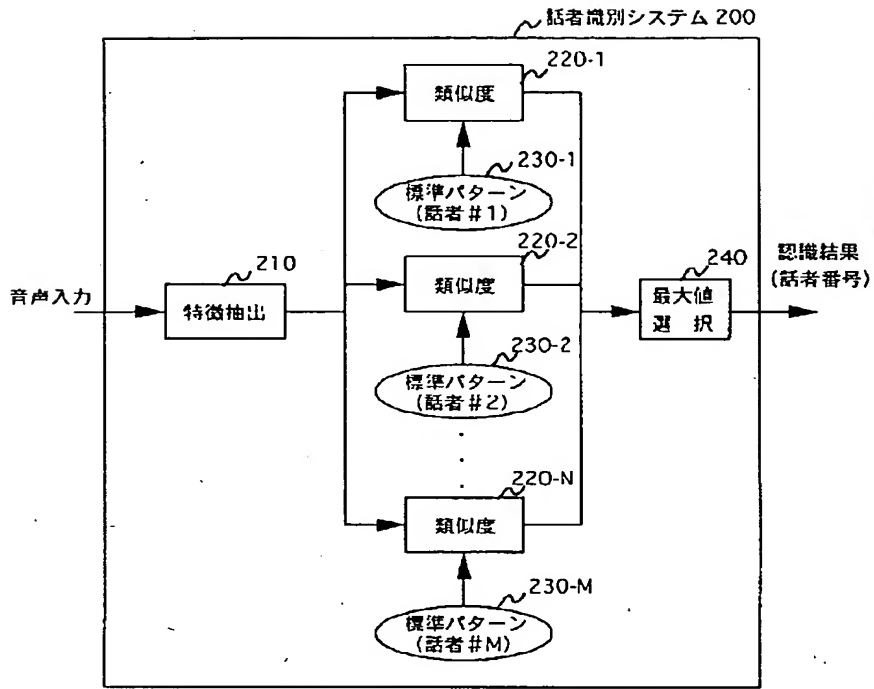 話者識別システム 200
220-1
類似度
230-1
標準パターン
(話者#1)
220-2
類似度
210
音声入力
特徴抽出
240
最大値
選 択
認識結果
(話者番号)
230-2
標準パターン
(話者#2)
220-N
類似度
230-M
標準パターン
(話者#M)